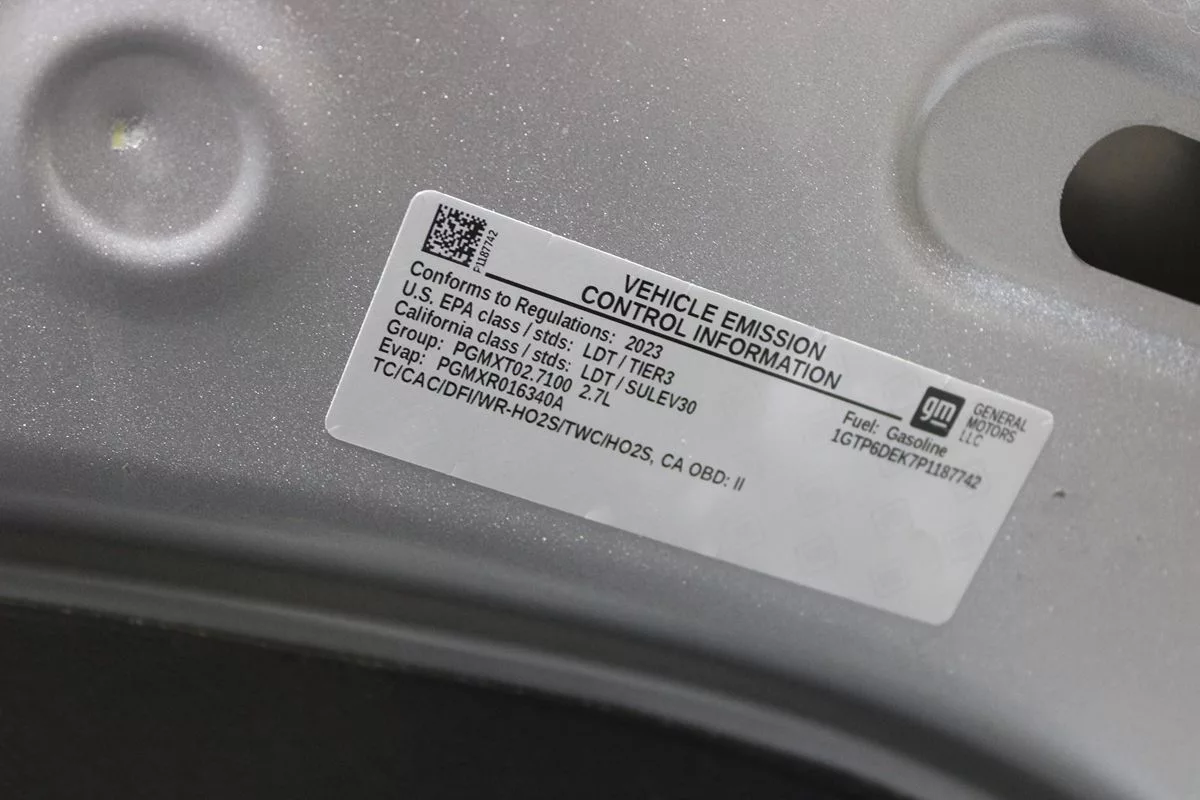 P1187742
VEHICLE EMISSION
CONTROL INFORMATION
Conforms to Regulations: 2023
U.S. EPA class / stds: LDT / TIER3
California class / stds: LDT / SULEV30
Group: PGMXT02.7100 2.7L
Evap: PGMXR016340A
TC/CAC/DFI/WR-HO2S/TWC/HO2S, CA OBD: II
gm
GENERAL
MOTORS
LLC
Fuel: Gasoline
1GTP6DEK7P1187742